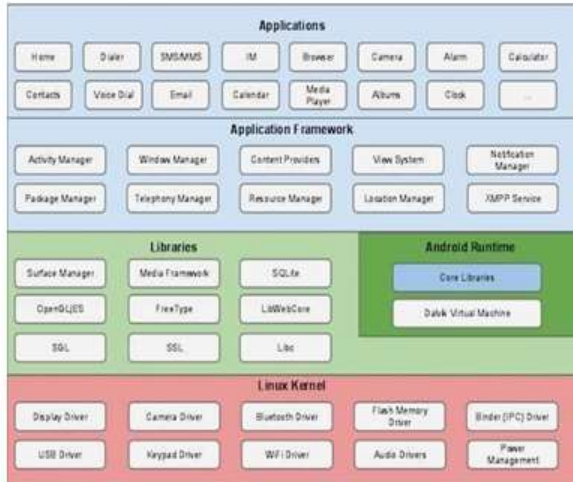 Applications
Home Dialer SMS/MMS IM Browser Camera Alarm Calculator
Contacts Voice Dial Email Calendar Media Player Albums Clock ...
Application Framework
Activity Manager Window Manager Content Providers View System Notification Manager
Package Manager Telephony Manager Resource Manager Location Manager XMPP Service
Libraries
Surface Manager Media Framework SQLite
OpenGL|ES FreeType LibWebCore
SGL SSL Libc
Android Runtime
Core Libraries
Dalvik Virtual Machine
Linux Kernel
Display Driver Camera Driver Bluetooth Driver Flash Memory Driver Binder (IPC) Driver
USB Driver Keypad Driver WiFi Driver Audio Drivers Power Management